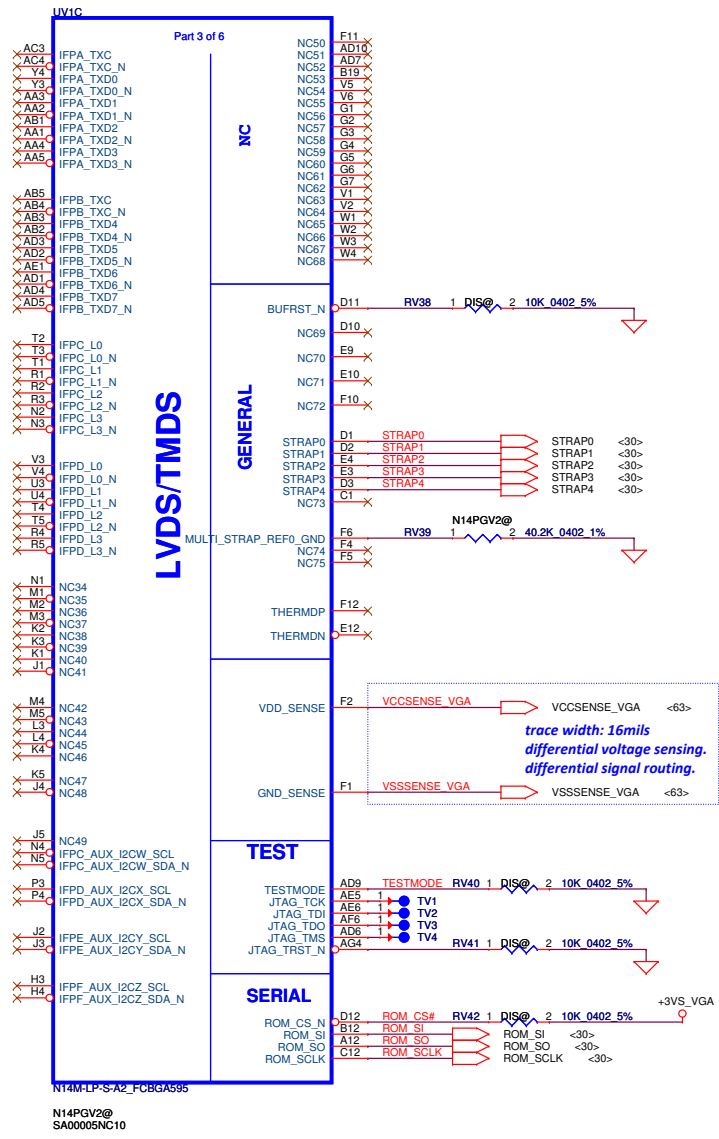 UV1C
Part 3 of 6
AC3 IFPA_TXC
AC4 IFPA_TXC_N
Y4 IFPA_TXD0
Y3 IFPA_TXD0_N
AA3 IFPA_TXD1
AA2 IFPA_TXD1_N
AB1 IFPA_TXD2
AA1 IFPA_TXD2_N
AA4 IFPA_TXD3
AA5 IFPA_TXD3_N
AB5 IFPB_TXC
AB4 IFPB_TXC_N
AB3 IFPB_TXD4
AB2 IFPB_TXD4_N
AD3 IFPB_TXD5
AD2 IFPB_TXD5_N
AE1 IFPB_TXD6
AD1 IFPB_TXD6_N
AD4 IFPB_TXD7
AD5 IFPB_TXD7_N
T2 IFPC_L0
T3 IFPC_L0_N
T1 IFPC_L1
R1 IFPC_L1_N
R2 IFPC_L2
R3 IFPC_L2_N
N2 IFPC_L3
N3 IFPC_L3_N
V3 IFPD_L0
V4 IFPD_L0_N
U3 IFPD_L1
U4 IFPD_L1_N
T4 IFPD_L2
T5 IFPD_L2_N
R4 IFPD_L3
R5 IFPD_L3_N
N1 NC34
M1 NC35
M2 NC36
M3 NC37
K2 NC38
K3 NC39
K1 NC40
J1 NC41
M4 NC42
M5 NC43
L3 NC44
L4 NC45
K4 NC46
K5 NC47
J4 NC48
J5 NC49
N4 IFPC_AUX_I2CW_SCL
N5 IFPC_AUX_I2CW_SDA_N
P3 IFPD_AUX_I2CX_SCL
P4 IFPD_AUX_I2CX_SDA_N
J2 IFPE_AUX_I2CY_SCL
J3 IFPE_AUX_I2CY_SDA_N
H3 IFPF_AUX_I2CZ_SCL
H4 IFPF_AUX_I2CZ_SDA_N
LVDS/TMDS
NC
NC50 F11
NC51 AD10
NC52 AD7
NC53 B19
NC54 V5
NC55 V6
NC56 G1
NC57 G2
NC58 G3
NC59 G4
NC60 G5
NC61 G6
NC62 G7
NC63 V1
NC64 V2
NC65 W1
NC66 W2
NC67 W3
NC68 W4
GENERAL
BUFRST_N D11 RV38 1 DIS@ 2 10K_0402_5%
NC69 D10
NC70 E9
NC71 E10
NC72 F10
STRAP0 D1 STRAP0 STRAP0 <30>
STRAP1 D2 STRAP1 STRAP1 <30>
STRAP2 E4 STRAP2 STRAP2 <30>
STRAP3 E3 STRAP3 STRAP3 <30>
STRAP4 D3 STRAP4 STRAP4 <30>
NC73 C1
N14PGV2@
MULTI_STRAP_REF0_GND F6 RV39 1 2 40.2K_0402_1%
NC74 F4
NC75 F5
THERMDP F12
THERMDN E12
VDD_SENSE F2 VCCSENSE_VGA VCCSENSE_VGA <63>
trace width: 16mils
differential voltage sensing.
differential signal routing.
GND_SENSE F1 VSSSENSE_VGA VSSSENSE_VGA <63>
TEST
TESTMODE AD9 TESTMODE RV40 1 DIS@ 2 10K_0402_5%
JTAG_TCK AE5 1 TV1
JTAG_TDI AE6 1 TV2
JTAG_TDO AF6 1 TV3
JTAG_TMS AD6 1 TV4
JTAG_TRST_N AG4 RV41 1 DIS@ 2 10K_0402_5%
SERIAL
+3VS_VGA
ROM_CS_N D12 ROM_CS# RV42 1 DIS@ 2 10K_0402_5%
ROM_SI B12 ROM_SI ROM_SI <30>
ROM_SO A12 ROM_SO ROM_SO <30>
ROM_SCLK C12 ROM_SCLK ROM_SCLK <30>
N14M-LP-S-A2_FCBGA595
N14PGV2@
SA00005NC10